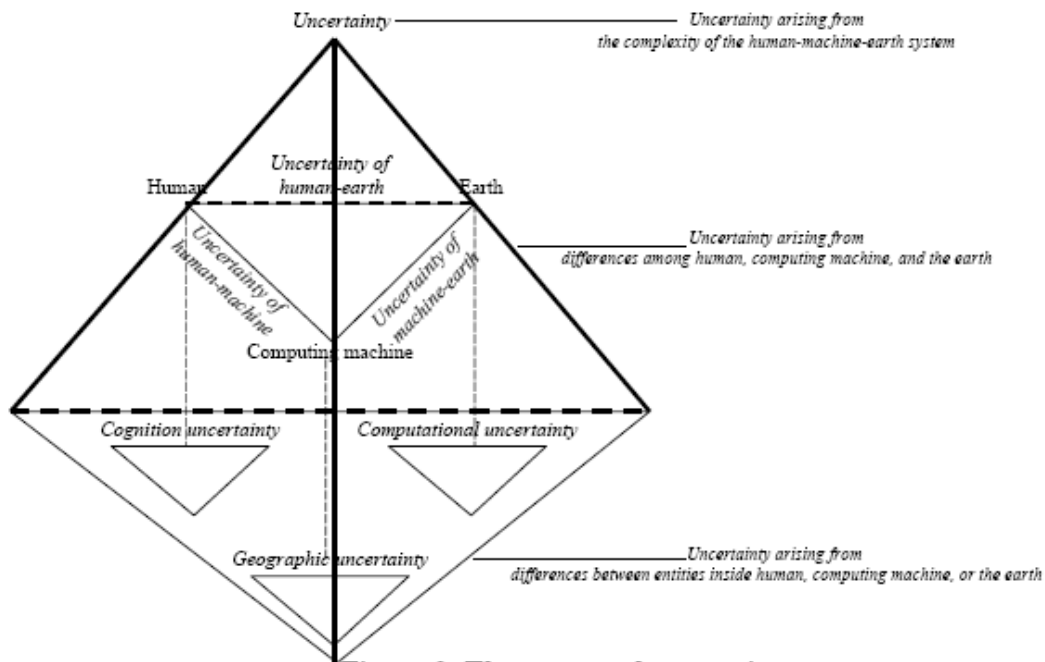 Uncertainty
Uncertainty arising from
the complexity of the human-machine-earth system
Uncertainty of
human-earth
Human
Earth
Uncertainty of
human-machine
Uncertainty of
machine-earth
Uncertainty arising from
differences among human, computing machine, and the earth
Computing machine
Cognition uncertainty
Computational uncertainty
Geographic uncertainty
Uncertainty arising from
differences between entities inside human, computing machine, or the earth